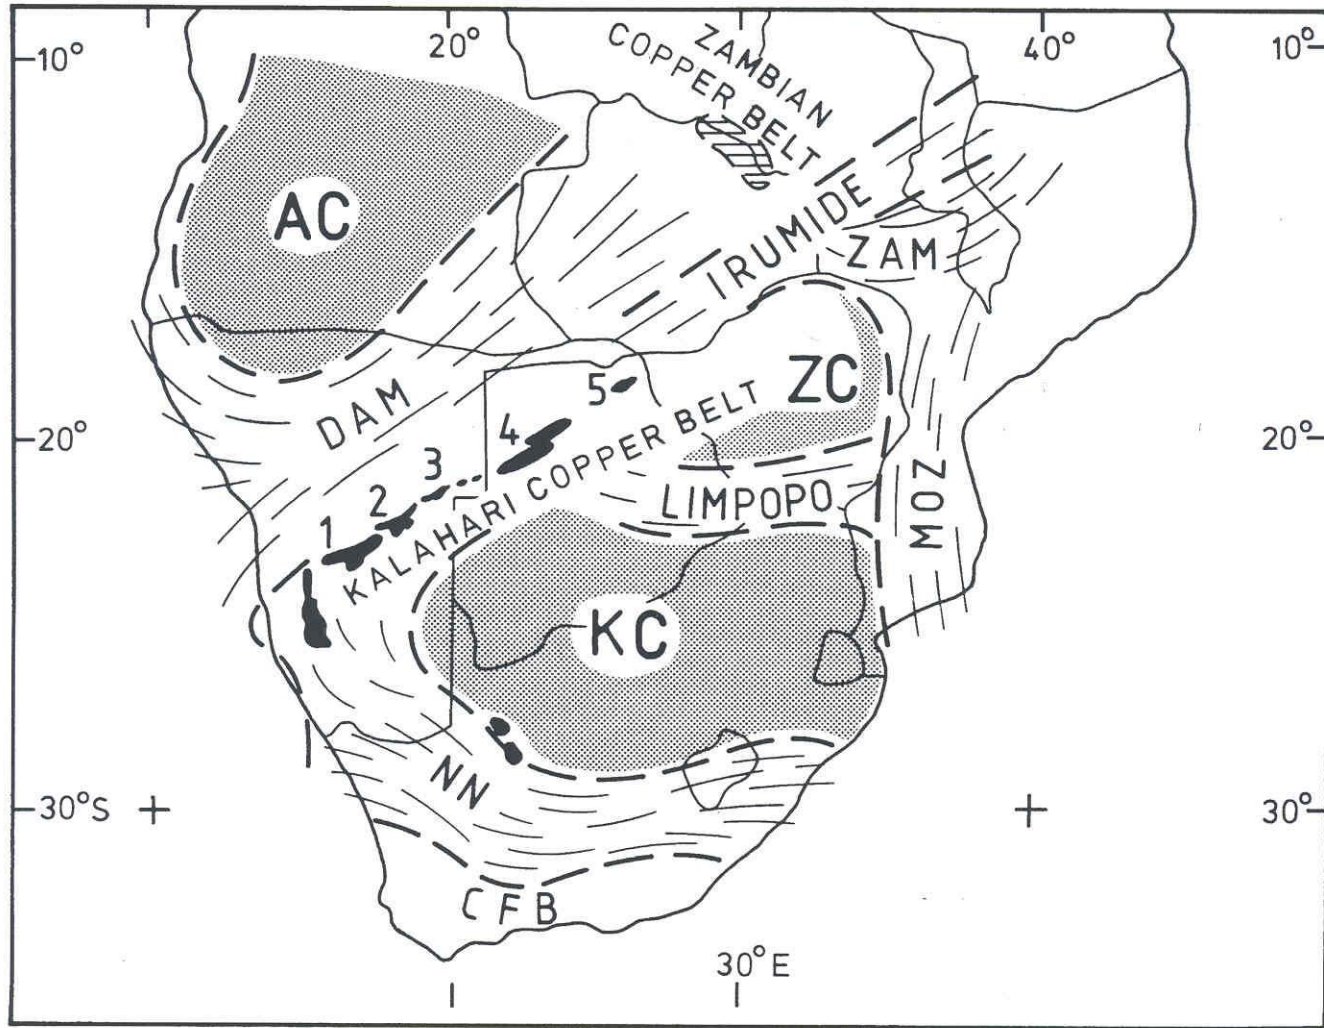 20°
40°
10°
10°
ZAMBIAN
COPPER BELT
AC
IRUMIDE
ZAM
DAM
ZC
5
4
3
2
1
20°
20°
KALAHARI COPPER BELT
LIMPOPO
MOZ
KC
NN
30°S
30°
CFB
30°E